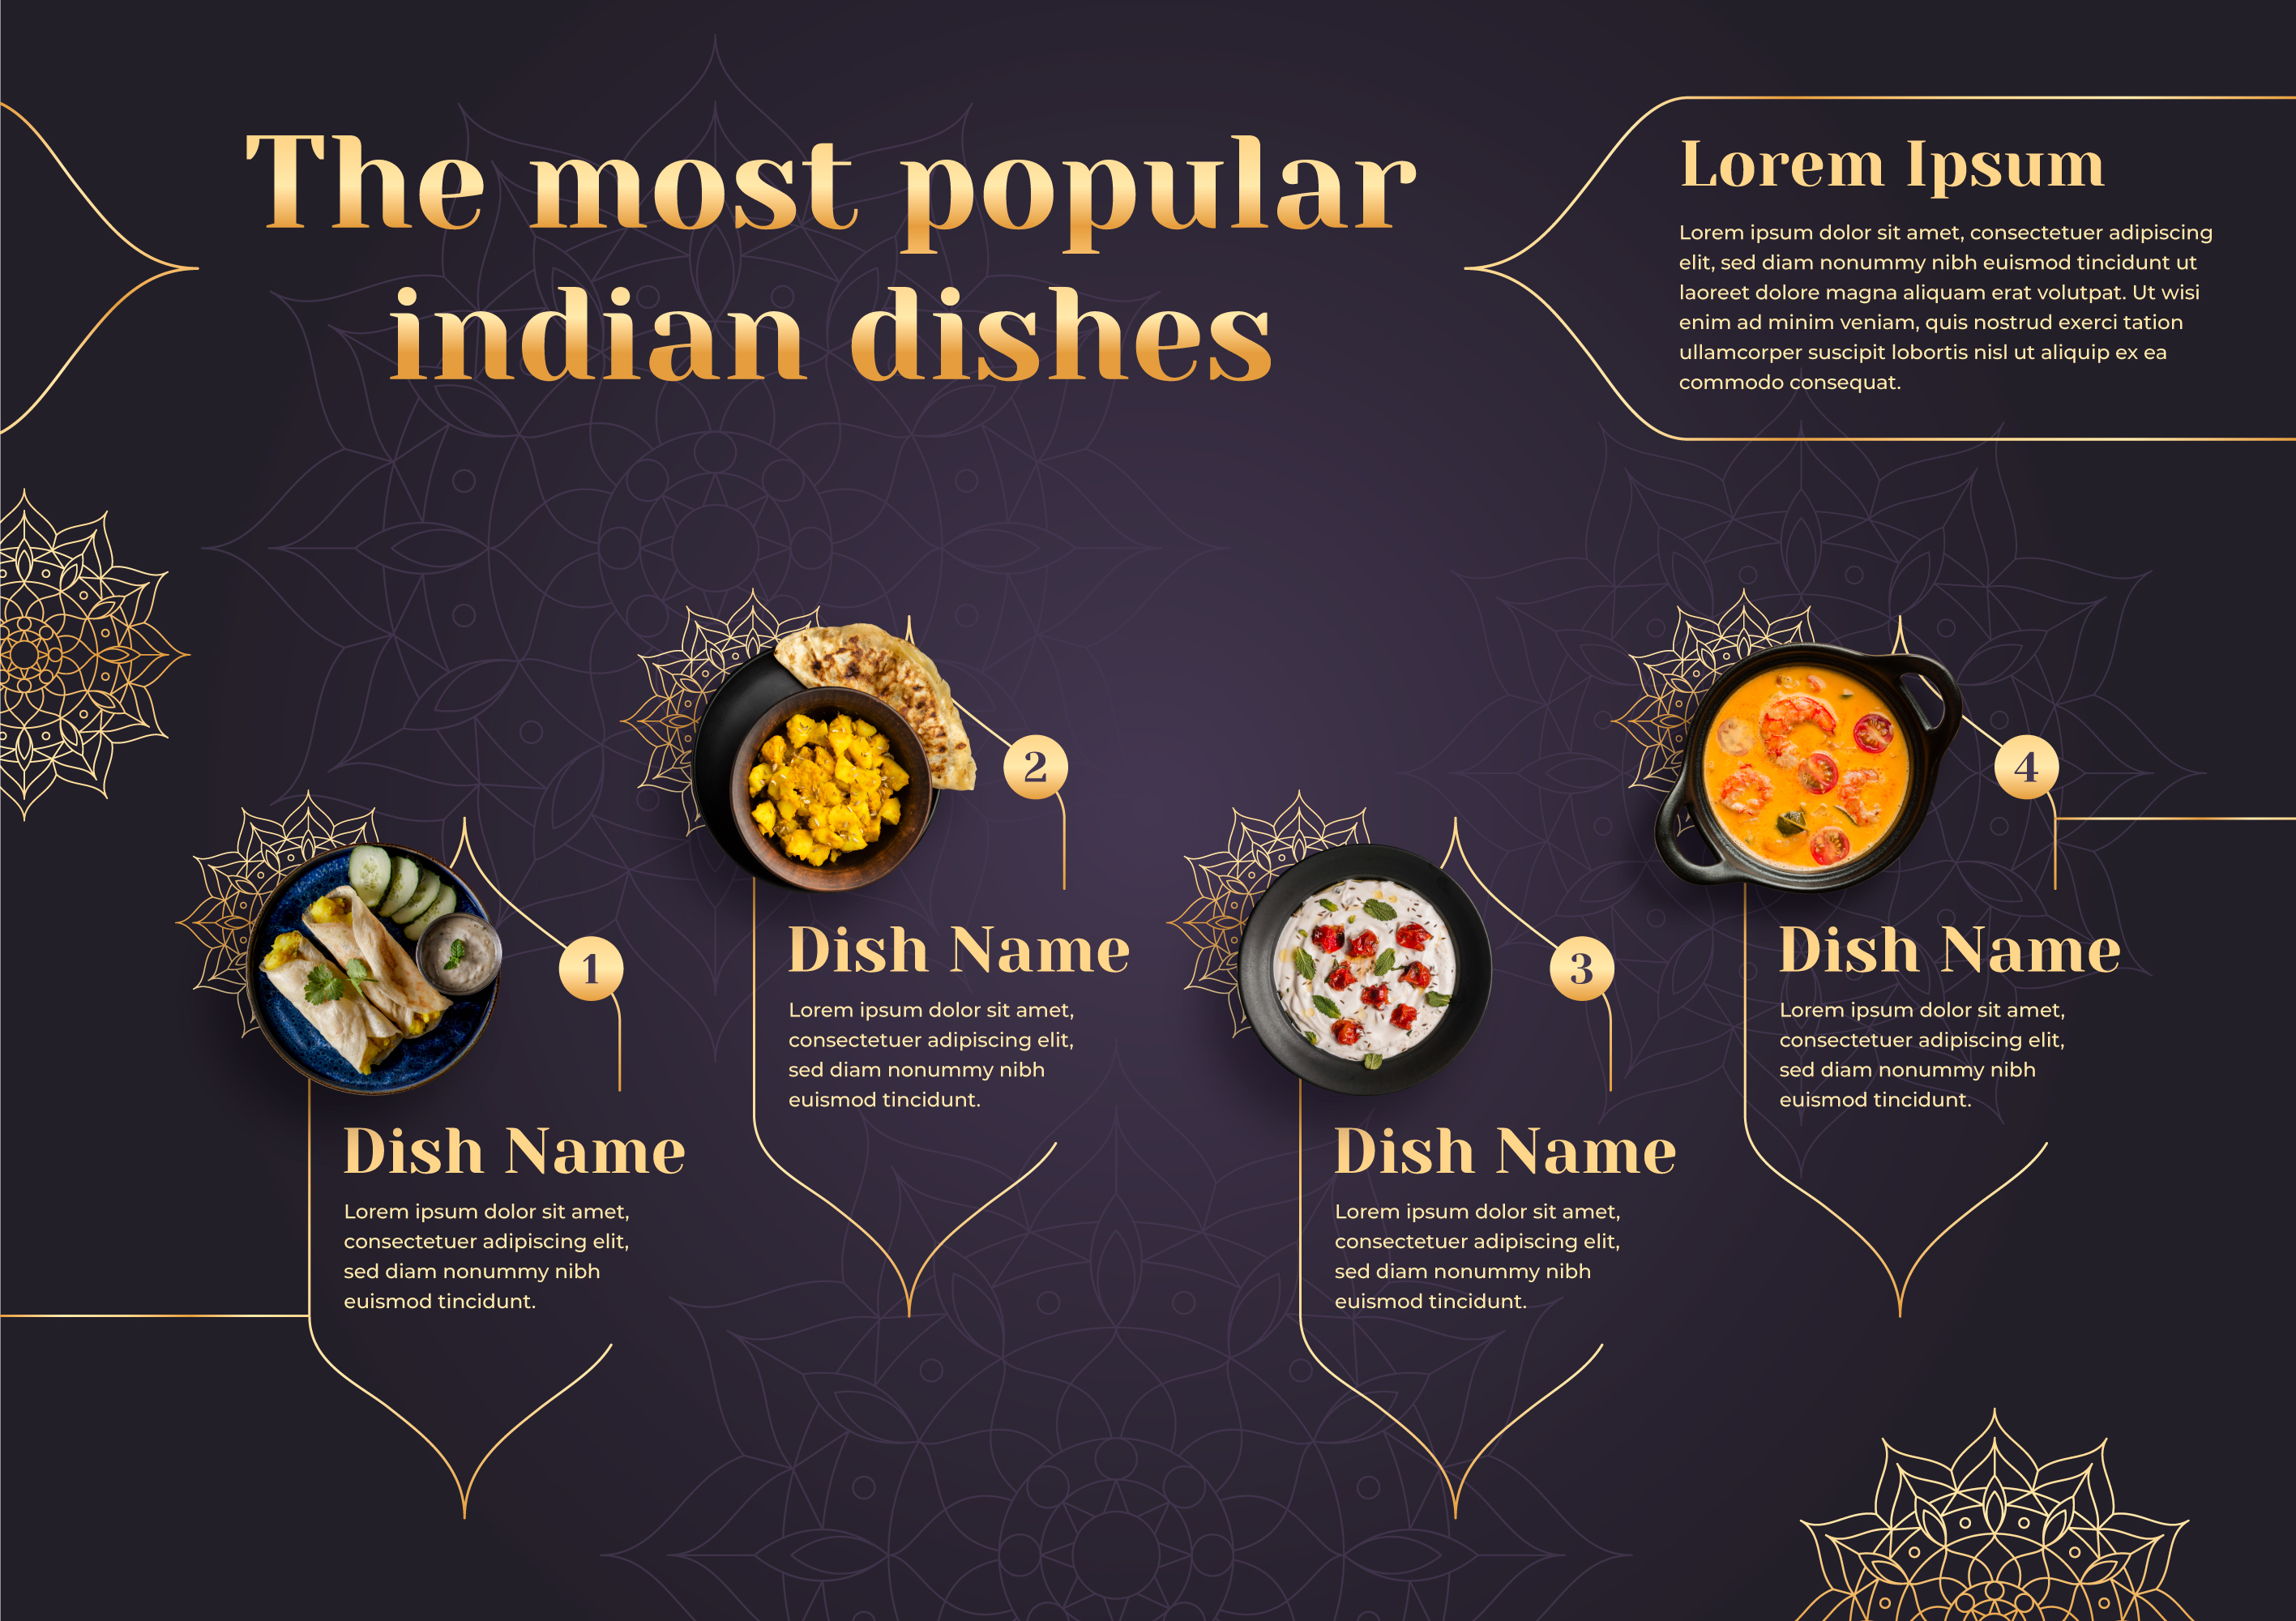 The most popular
indian dishes
Lorem Ipsum
Lorem ipsum dolor sit amet, consectetuer adipiscing
elit, sed diam nonummy nibh euismod tincidunt ut
laoreet dolore magna aliquam erat volutpat. Ut wisi
enim ad minim veniam, quis nostrud exerci tation
ullamcorper suscipit lobortis nisl ut aliquip ex ea
commodo consequat.
1
Dish Name
Lorem ipsum dolor sit amet,
consectetuer adipiscing elit,
sed diam nonummy nibh
euismod tincidunt.
2
Dish Name
Lorem ipsum dolor sit amet,
consectetuer adipiscing elit,
sed diam nonummy nibh
euismod tincidunt.
3
Dish Name
Lorem ipsum dolor sit amet,
consectetuer adipiscing elit,
sed diam nonummy nibh
euismod tincidunt.
4
Dish Name
Lorem ipsum dolor sit amet,
consectetuer adipiscing elit,
sed diam nonummy nibh
euismod tincidunt.